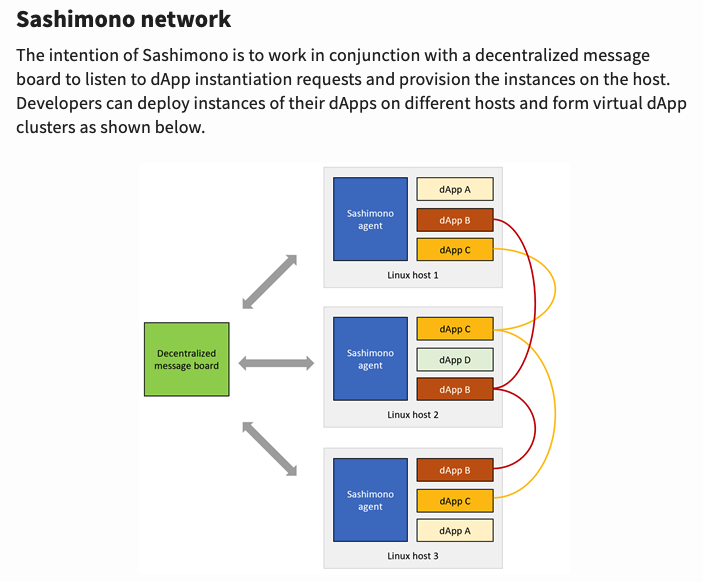 Sashimono network
The intention of Sashimono is to work in conjunction with a decentralized message
board to listen to dApp instantiation requests and provision the instances on the host.
Developers can deploy instances of their dApps on different hosts and form virtual dApp
clusters as shown below.
Sashimono
agent
dApp A
dApp B
dApp C
Linux host 1
Decentralized
message board
Sashimono
agent
dApp C
dApp D
dApp B
Linux host 2
Sashimono
agent
dApp B
dApp C
dApp A
Linux host 3